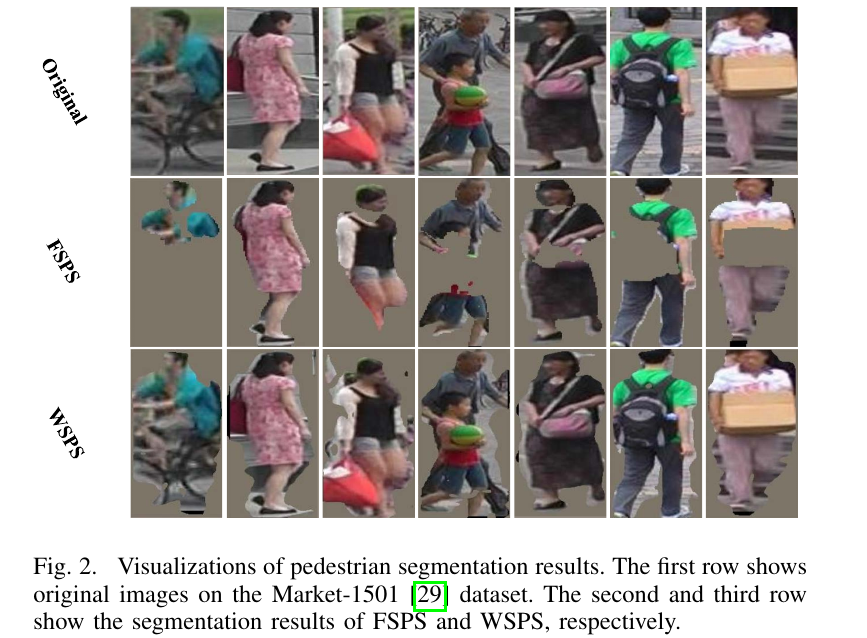 Original
FSPS
WSPS
Fig. 2. Visualizations of pedestrian segmentation results. The first row shows
original images on the Market-1501 [29] dataset. The second and third row
show the segmentation results of FSPS and WSPS, respectively.